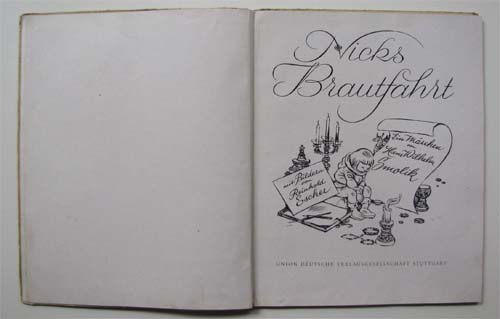 Nicks
Brautfahrt
Ein Märchen
von
Hans Wilhelm
Smolik
mit Bildern
von
Reinhold
Escher
UNION DEUTSCHE VERLAGSGESELLSCHAFT STUTTGART